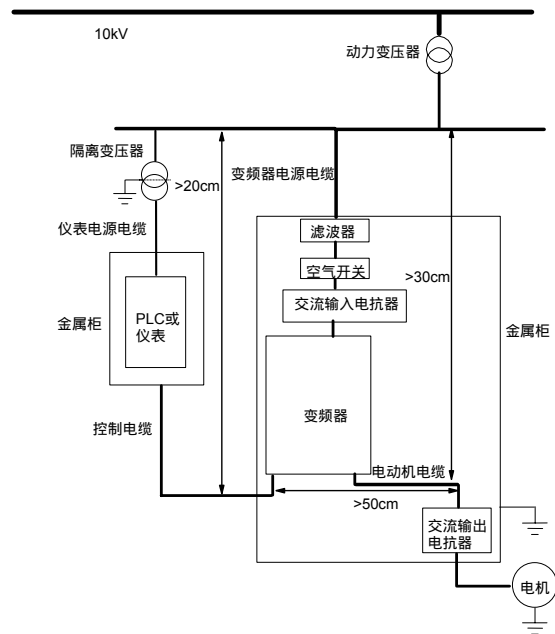 10kV
动力变压器
隔离变压器
>20cm
变频器电源电缆
仪表电源电缆
滤波器
空气开关
>30cm
交流输入电抗器
金属柜
PLC或
仪表
金属柜
变频器
控制电缆
电动机电缆
>50cm
交流输出
电抗器
电机